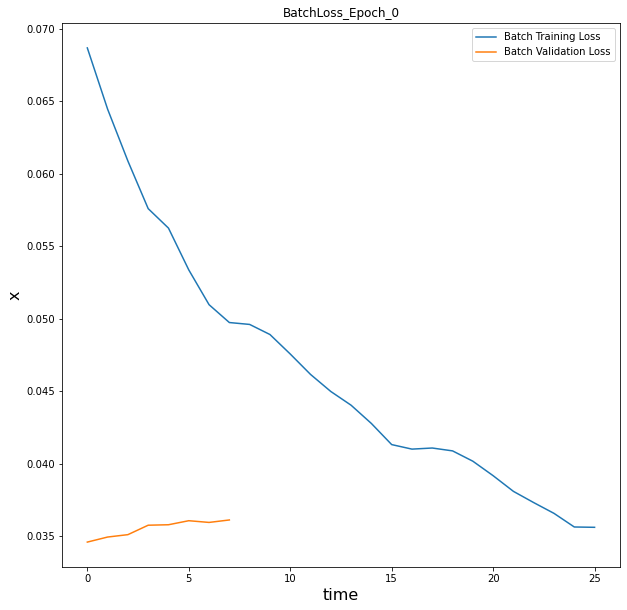 BatchLoss_Epoch_0
Batch Training Loss
Batch Validation Loss
0.070
0.065
0.060
0.055
0.050
0.045
0.040
0.035
x
0 5 10 15 20 25
time